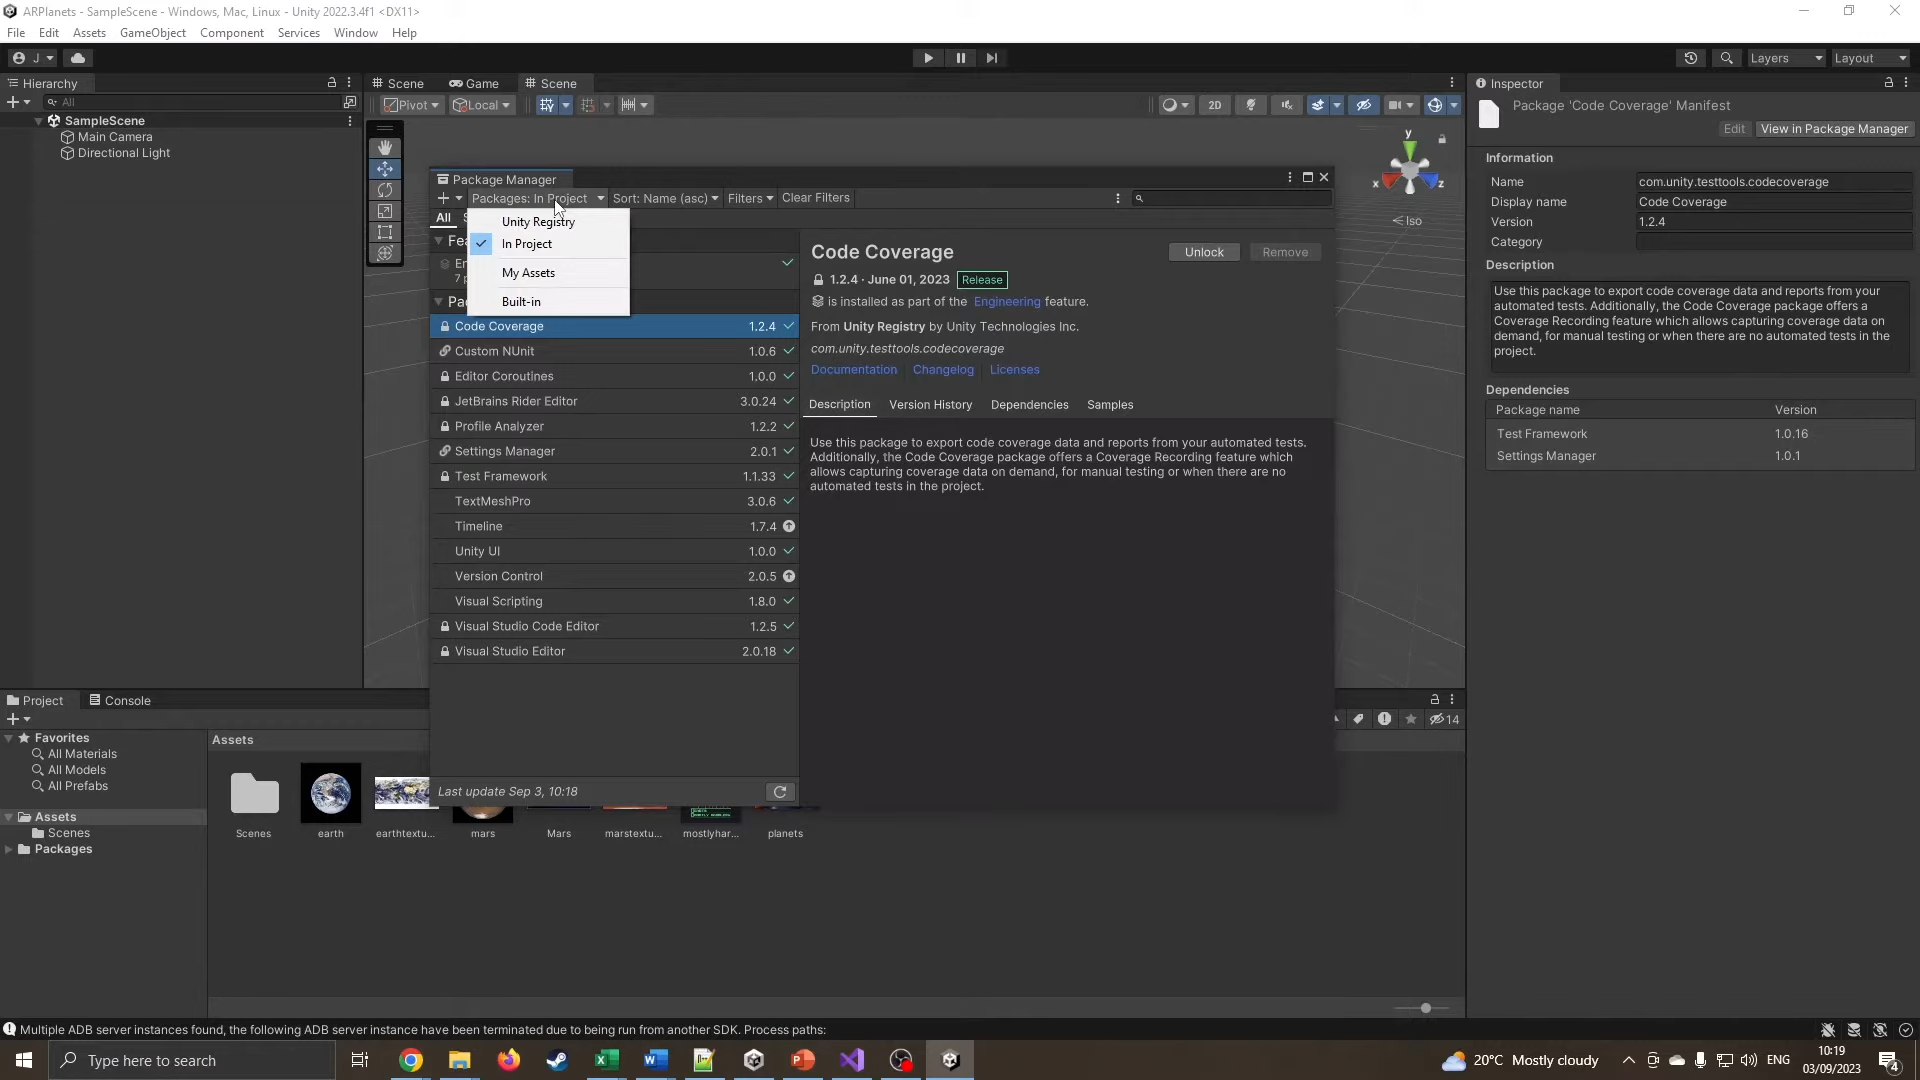 ARPlanets - SampleScene - Windows, Mac, Linux - Unity 2022.3.4f1 <DX11>
File Edit Assets GameObject Component Services Window Help
J
Layers Layout
Hierarchy
All
SampleScene
Main Camera
Directional Light
Scene Game Scene
Pivot Local 2D
y
x z
Iso
Package Manager
Packages: In Project Sort: Name (asc) Filters Clear Filters
All
Unity Registry
In Project
My Assets
Built-in
Fea
En
7 p
Pac
Code Coverage 1.2.4
Custom NUnit 1.0.6
Editor Coroutines 1.0.0
JetBrains Rider Editor 3.0.24
Profile Analyzer 1.2.2
Settings Manager 2.0.1
Test Framework 1.1.33
TextMeshPro 3.0.6
Timeline 1.7.4
Unity UI 1.0.0
Version Control 2.0.5
Visual Scripting 1.8.0
Visual Studio Code Editor 1.2.5
Visual Studio Editor 2.0.18
Last update Sep 3, 10:18
Code Coverage
Unlock Remove
1.2.4 · June 01, 2023 Release
is installed as part of the Engineering feature.
From Unity Registry by Unity Technologies Inc.
com.unity.testtools.codecoverage
Documentation Changelog Licenses
Description Version History Dependencies Samples
Use this package to export code coverage data and reports from your automated tests.
Additionally, the Code Coverage package offers a Coverage Recording feature which
allows capturing coverage data on demand, for manual testing or when there are no
automated tests in the project.
Inspector
Package 'Code Coverage' Manifest
Edit View in Package Manager
Information
Name com.unity.testtools.codecoverage
Display name Code Coverage
Version 1.2.4
Category
Description
Use this package to export code coverage data and reports from your
automated tests. Additionally, the Code Coverage package offers a
Coverage Recording feature which allows capturing coverage data on
demand, for manual testing or when there are no automated tests in the
project.
Dependencies
Package name Version
Test Framework 1.0.16
Settings Manager 1.0.1
Project Console
14
Favorites
All Materials
All Models
All Prefabs
Assets
Scenes
Packages
Assets
Scenes earth earthtextu... mars Mars marstextu... mostlyhar... planets
Multiple ADB server instances found, the following ADB server instance have been terminated due to being run from another SDK. Process paths:
Type here to search
20°C Mostly cloudy
ENG
10:19
03/09/2023
4